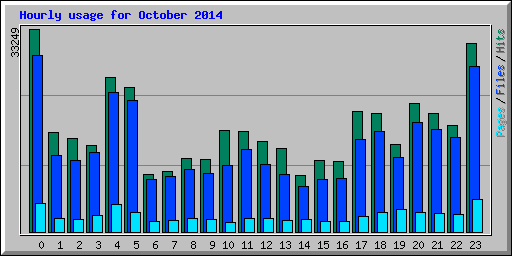 Hourly usage for October 2014
33249
Pages / Files / Hits
0 1 2 3 4 5 6 7 8 9 10 11 12 13 14 15 16 17 18 19 20 21 22 23